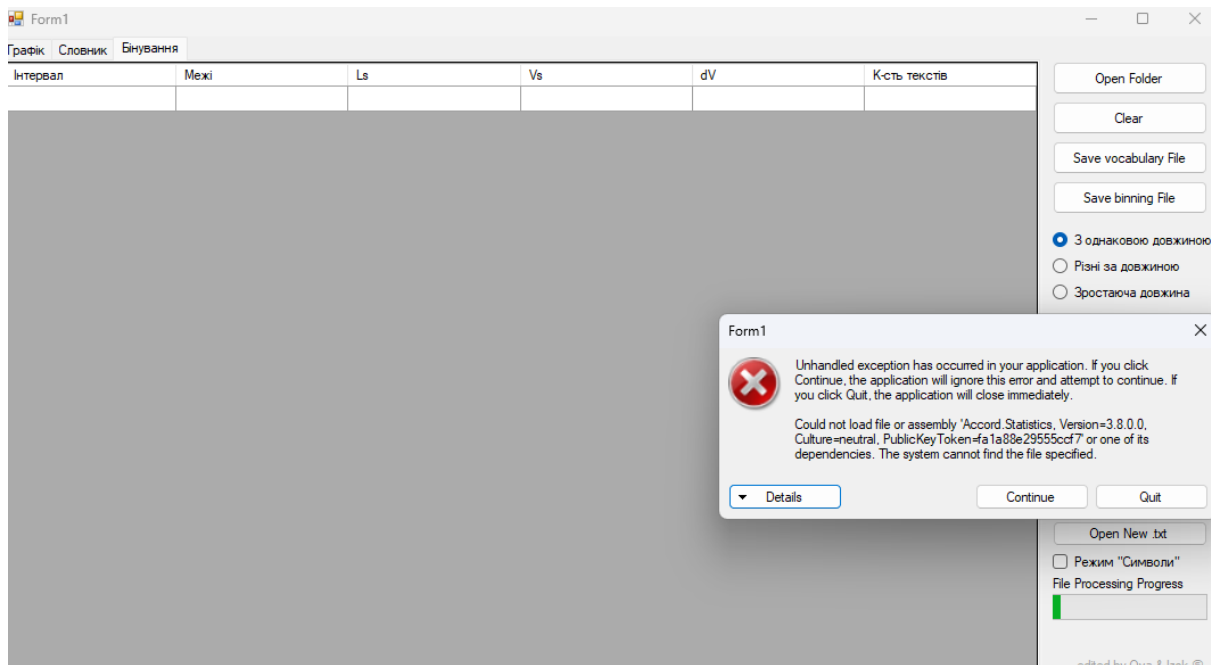 Form1
Графік Словник Бінування
Інтервал Межі Ls Vs dV К-сть текстів
Open Folder
Clear
Save vocabulary File
Save binning File
З однаковою довжиною
Різні за довжиною
Зростаюча довжина
Form1
Unhandled exception has occurred in your application. If you click
Continue, the application will ignore this error and attempt to continue. If
you click Quit, the application will close immediately.
Could not load file or assembly 'Accord.Statistics, Version=3.8.0.0,
Culture=neutral, PublicKeyToken=fa1a88e29555ccf7' or one of its
dependencies. The system cannot find the file specified.
Details Continue Quit
Open New .txt
Режим "Символи"
File Processing Progress
edited by &